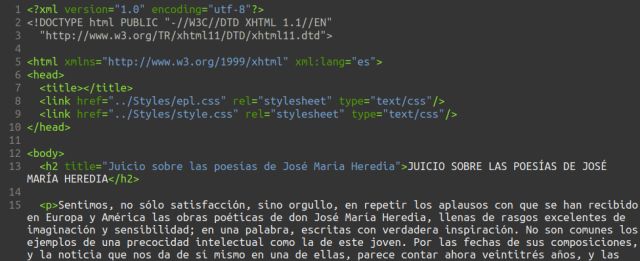 1 <?xml version="1.0" encoding="utf-8"?>
2 <!DOCTYPE html PUBLIC "-//W3C//DTD XHTML 1.1//EN"
3 "http://www.w3.org/TR/xhtml11/DTD/xhtml11.dtd">
4
5 <html xmlns="http://www.w3.org/1999/xhtml" xml:lang="es">
6 <head>
7 <title></title>
8 <link href="../Styles/epl.css" rel="stylesheet" type="text/css"/>
9 <link href="../Styles/style.css" rel="stylesheet" type="text/css"/>
10 </head>
11
12 <body>
13 <h2 title="Juicio sobre las poesías de José María Heredia">JUICIO SOBRE LAS POESÍAS DE JOSÉ
MARÍA HEREDIA</h2>
14
15 <p>Sentimos, no sólo satisfacción, sino orgullo, en repetir los aplausos con que se han recibido
en Europa y América las obras poéticas de don José María Heredia, llenas de rasgos excelentes de
imaginación y sensibilidad; en una palabra, escritas con verdadera inspiración. No son comunes los
ejemplos de una precocidad intelectual como la de este joven. Por las fechas de sus composiciones,
y la noticia que nos da de sí mismo en una de ellas, parece contar ahora veintitrés años, y las